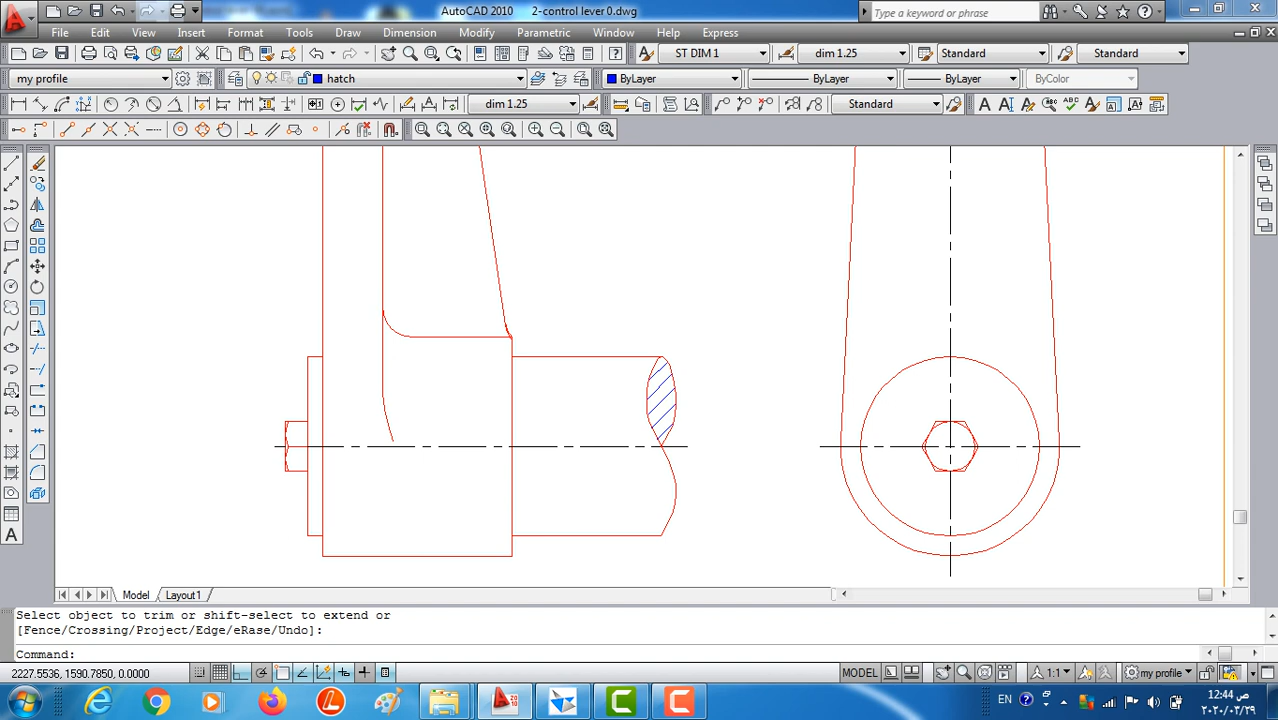 AutoCAD 2010 2-control lever 0.dwg
Type a keyword or phrase
File Edit View Insert Format Tools Draw Dimension Modify Parametric Window Help Express
ST DIM 1 dim 1.25 Standard Standard
my profile hatch ByLayer ByLayer ByLayer ByColor
dim 1.25 Standard
Model Layout1
Select object to trim or shift-select to extend or
[Fence/Crossing/Project/Edge/eRase/Undo]:
Command:
2227.5536, 1590.7850, 0.0000 MODEL 1:1 my profile
EN 12:44 ص
٢٠٢٠/٠٣/٢٩